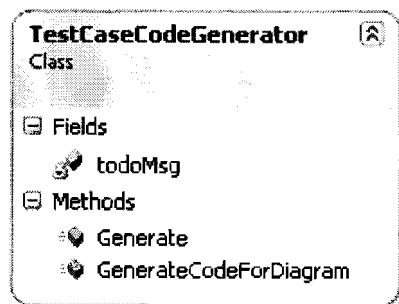 TestCaseCodeGenerator
Class
Fields
todoMsg
Methods
Generate
GenerateCodeForDiagram